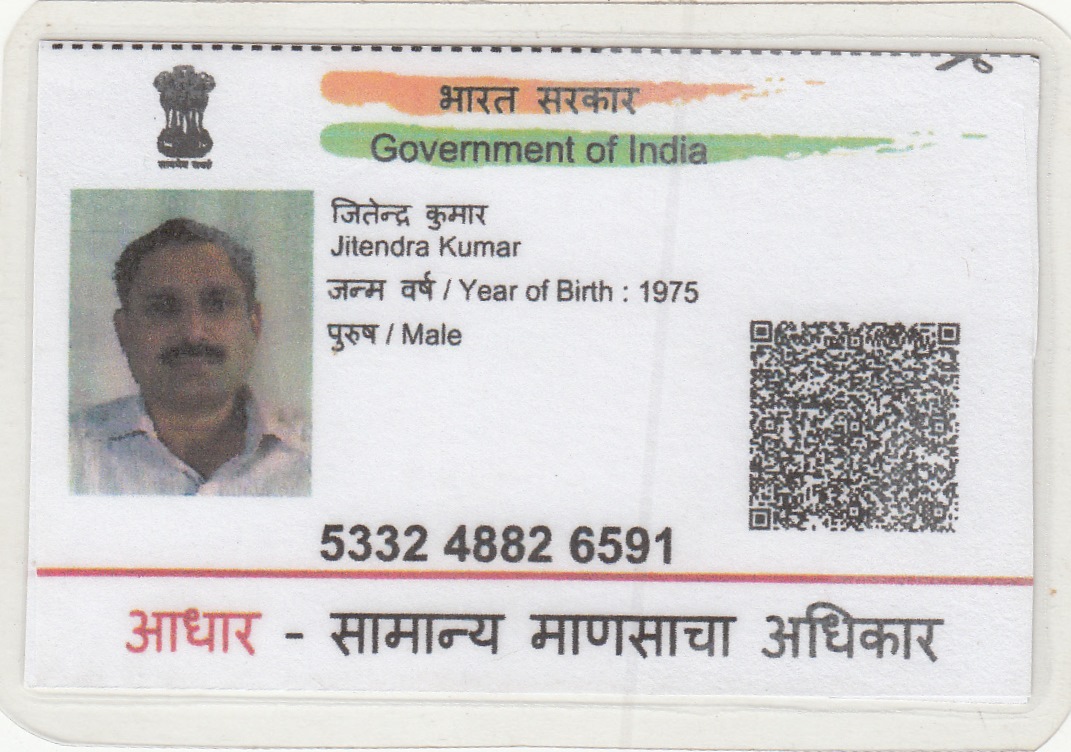 सत्यमेव जयते
भारत सरकार
Government of India
जितेन्द्र कुमार
Jitendra Kumar
जन्म वर्ष / Year of Birth : 1975
पुरुष / Male
5332 4882 6591
आधार - सामान्य माणसाचा अधिकार